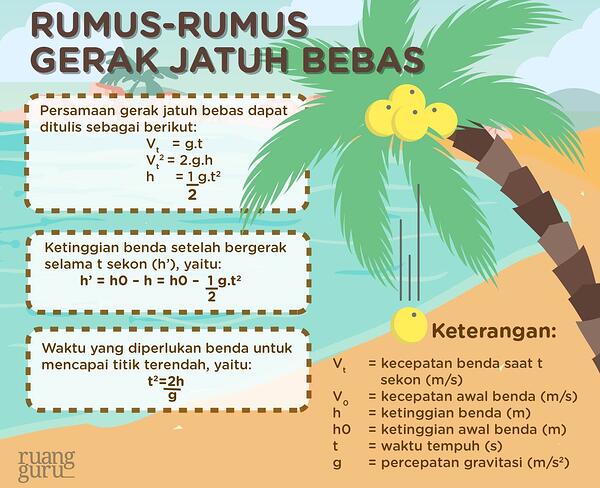 RUMUS-RUMUS
GERAK JATUH BEBAS
Persamaan gerak jatuh bebas dapat
ditulis sebagai berikut:
Vt = g.t
Vt² = 2.g.h
h = 1 g.t²
2
Ketinggian benda setelah bergerak
selama t sekon (h’), yaitu:
h’ = h0 – h = h0 – 1 g.t²
2
Waktu yang diperlukan benda untuk
mencapai titik terendah, yaitu:
t²=2h
g
Keterangan:
Vt = kecepatan benda saat t
sekon (m/s)
Vo = kecepatan awal benda (m/s)
h = ketinggian benda (m)
h0 = ketinggian awal benda (m)
t = waktu tempuh (s)
g = percepatan gravitasi (m/s²)
ruang
guru